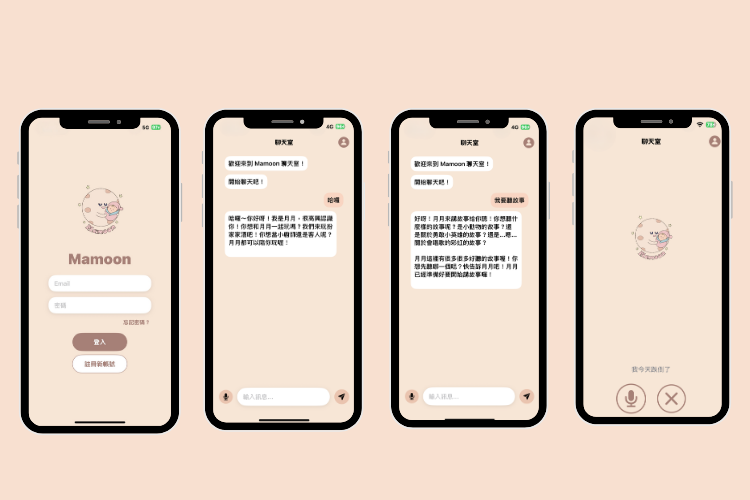 5G
Mamoon
Email
密碼
忘記密碼？
登入
註冊新帳號
4G
聊天室
歡迎來到 Mamoon 聊天室！
開始聊天吧！
哈囉
哈囉～你好呀！我是月月，很高興認識
你！你想和月月一起玩嗎？我們來玩扮
家家酒吧！你想當小廚師還是客人呢？
月月都可以陪你玩喔！
輸入訊息...
4G
聊天室
歡迎來到 Mamoon 聊天室！
開始聊天吧！
我要聽故事
好呀！月月來講故事給你聽！你想聽什
麼樣的故事呢？是小動物的故事？還
是關於勇敢小英雄的故事？還是...嗯...
關於會唱歌的彩虹的故事？
月月這裡有很多很多好聽的故事喔！你
想先聽哪一個呢？快告訴月月吧！月月
已經準備好要開始講故事囉！
輸入訊息...
聊天室
我今天跌倒了